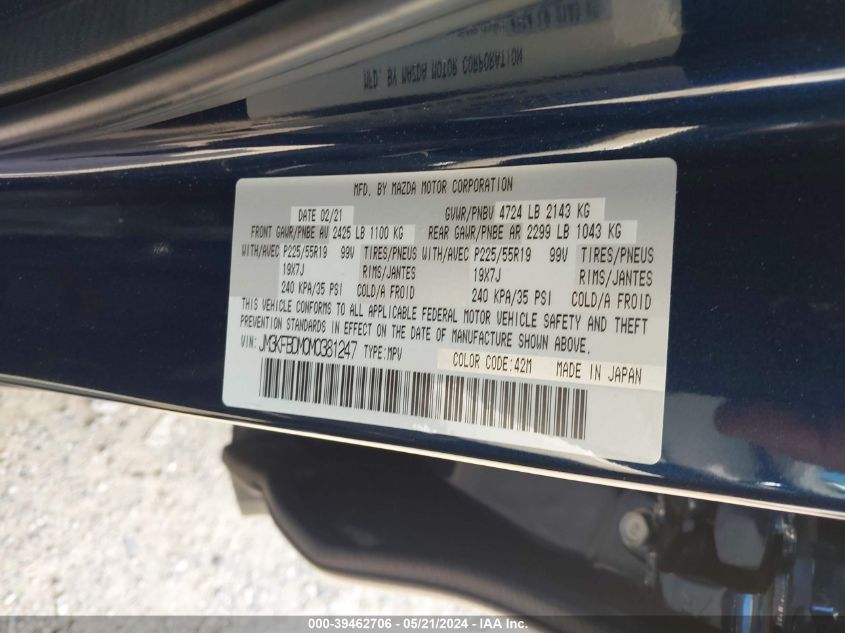 MFD. BY MAZDA MOTOR CORPORATION
MFD. BY MAZDA MOTOR CORPORATION
DATE 02/21 GVWR/PNBV 4724 LB 2143 KG
FRONT GAWR/PNBE AV 2425 LB 1100 KG REAR GAWR/PNBE AR 2299 LB 1043 KG
WITH/AVEC P225/55R19 99V TIRES/PNEUS WITH/AVEC P225/55R19 99V TIRES/PNEUS
19X7J RIMS/JANTES 19X7J RIMS/JANTES
240 KPA/35 PSI COLD/A FROID 240 KPA/35 PSI COLD/A FROID
THIS VEHICLE CONFORMS TO ALL APPLICABLE FEDERAL MOTOR VEHICLE SAFETY AND THEFT
PREVENTION STANDARDS IN EFFECT ON THE DATE OF MANUFACTURE SHOWN ABOVE.
VIN: JM3KFBDM0M0381247 TYPE:MPV COLOR CODE:42M MADE IN JAPAN
000-39462706 - 05/21/2024 - IAA Inc.